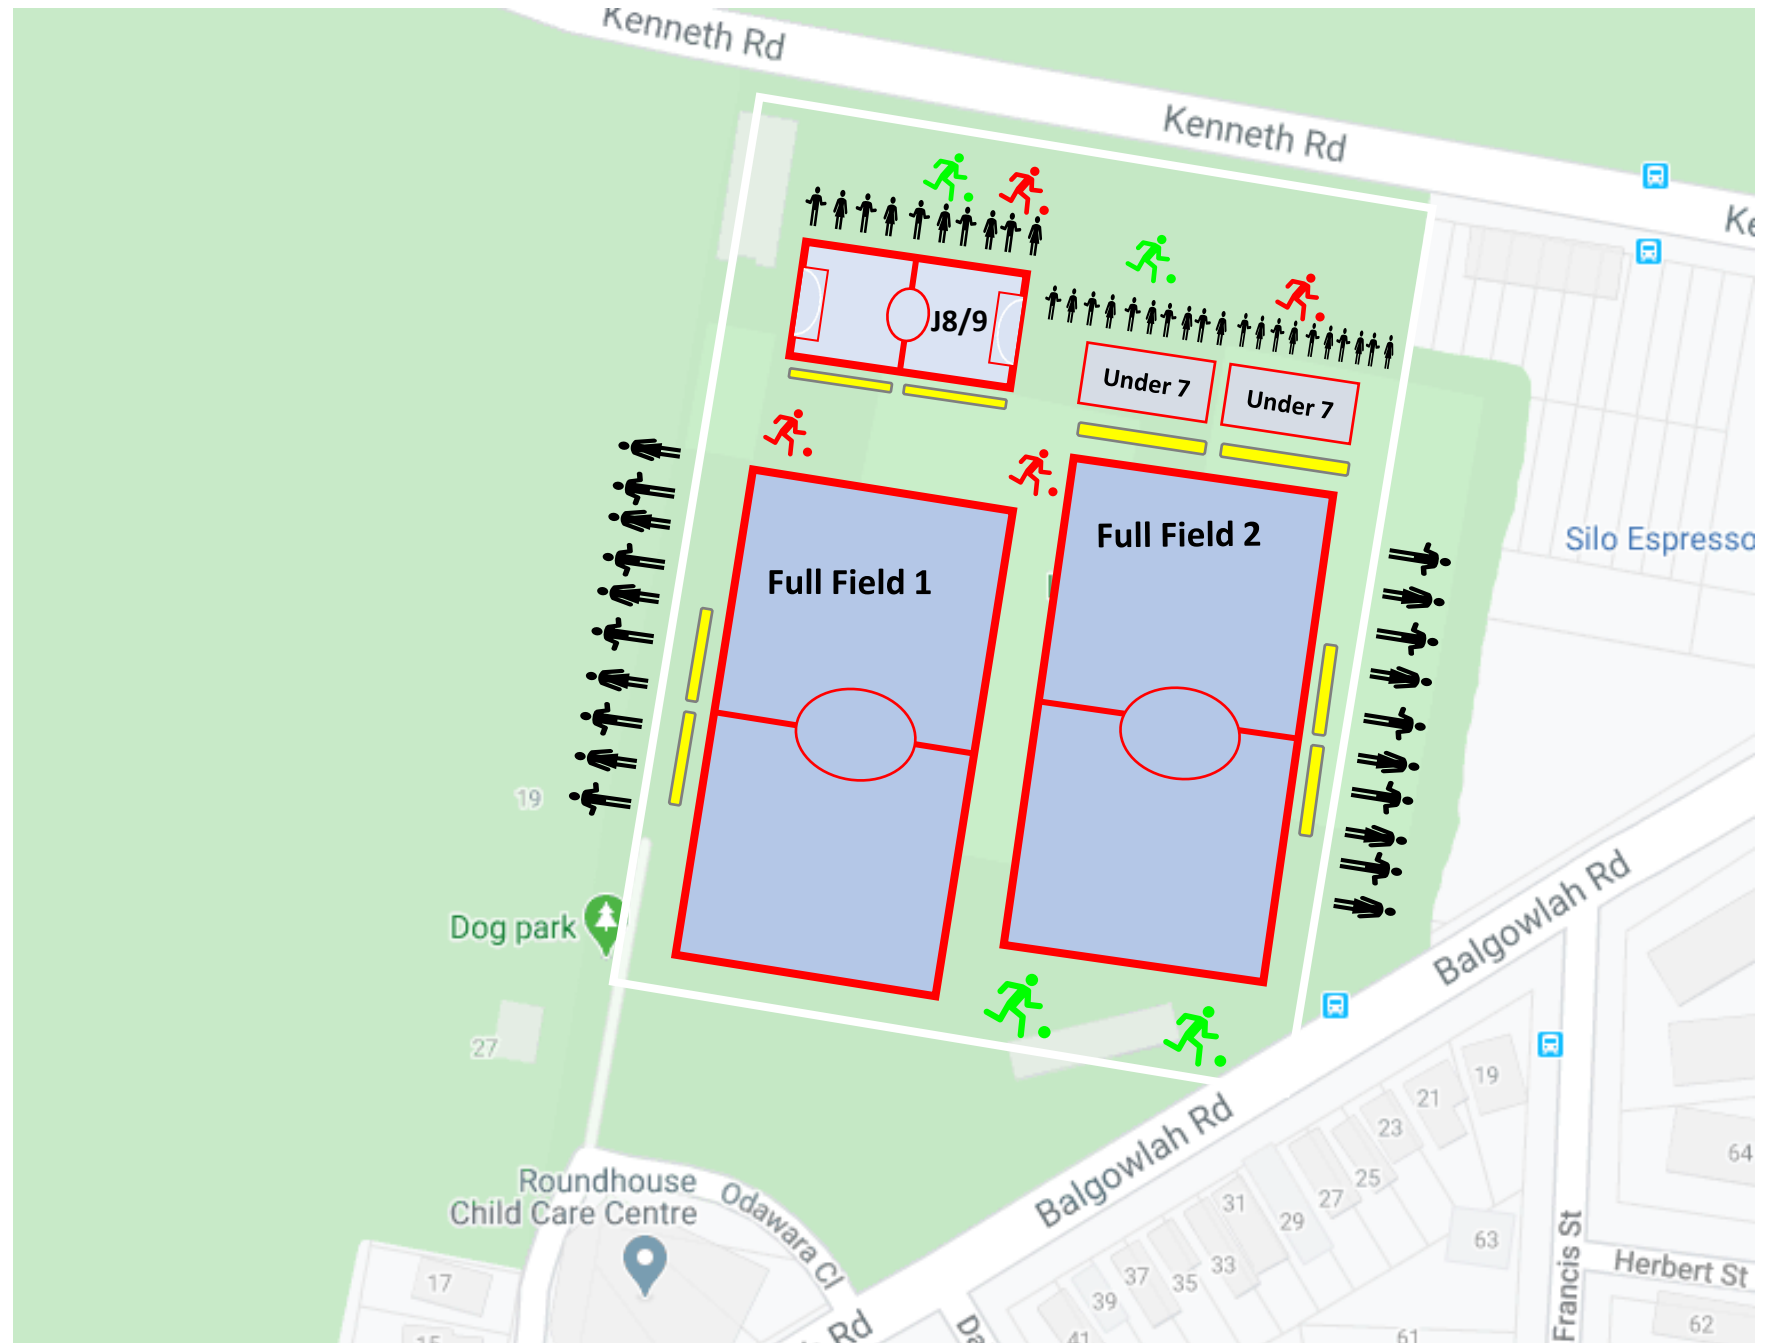 Kenneth Rd
Kenneth Rd
J8/9
Under 7
Under 7
Full Field 2
Full Field 1
Silo Espresso
19
Dog park
Balgowlah Rd
27
19
21
23
25
27
29
31
33
35
37
39
41
Balgowlah Rd
64
63
61
62
Roundhouse
Child Care Centre
Odawara Cl
17
15
Francis St
Herbert St
Rd